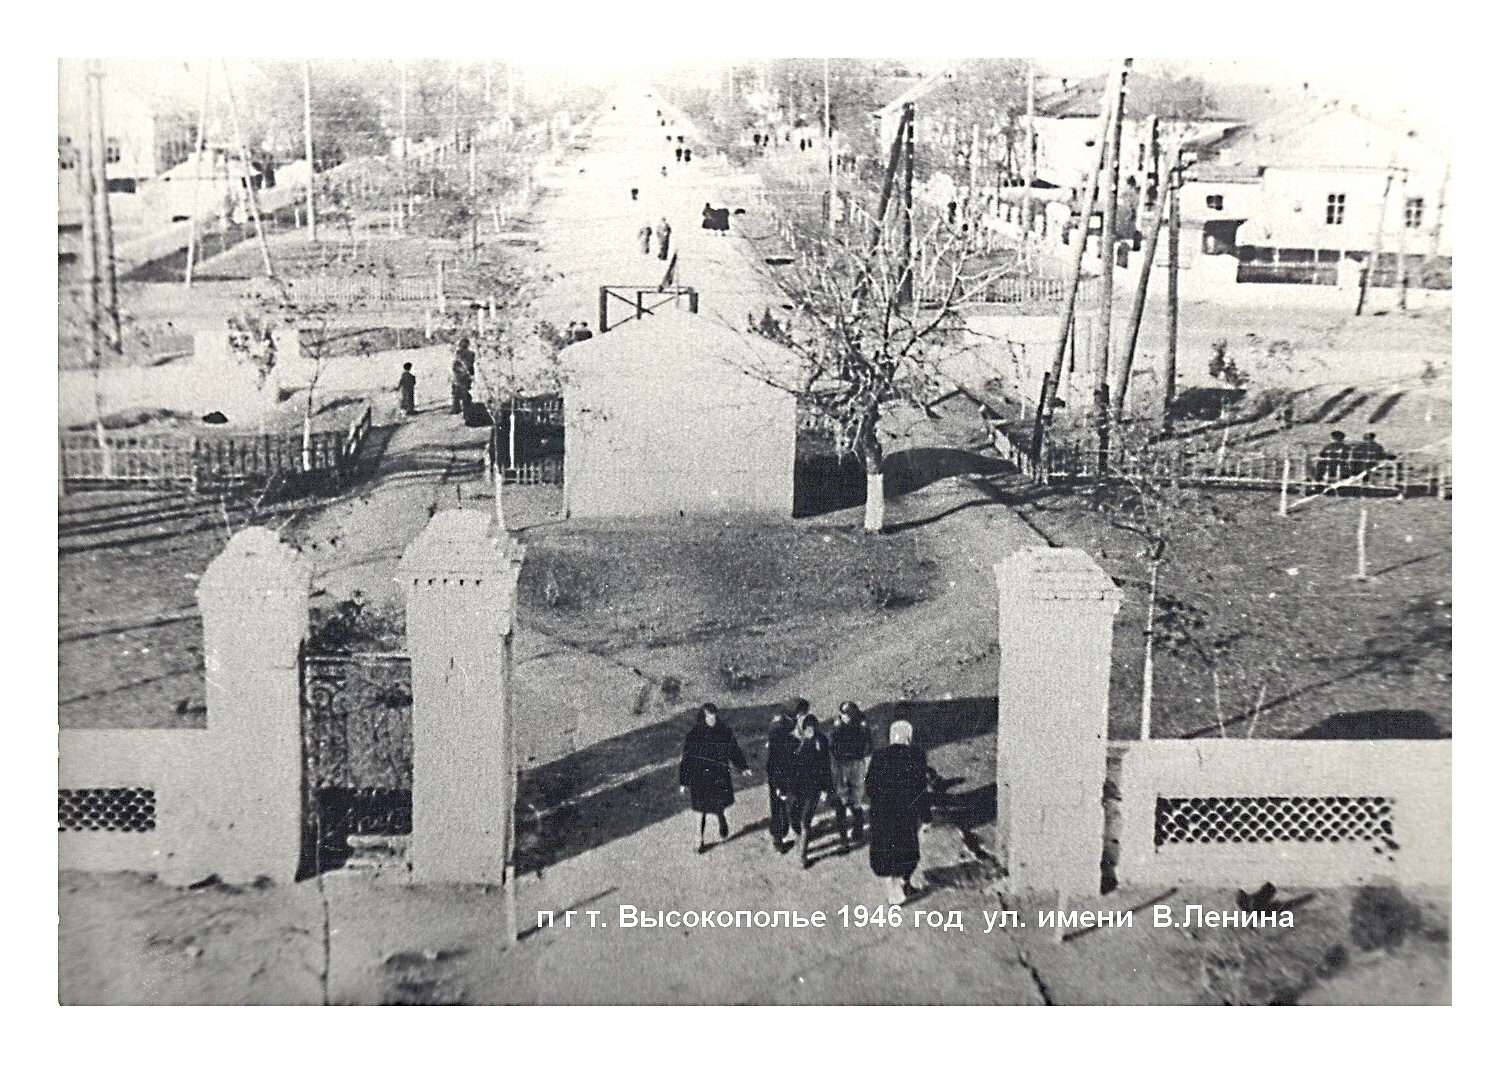 п г т. Высокополье 1946 год ул. имени В.Ленина